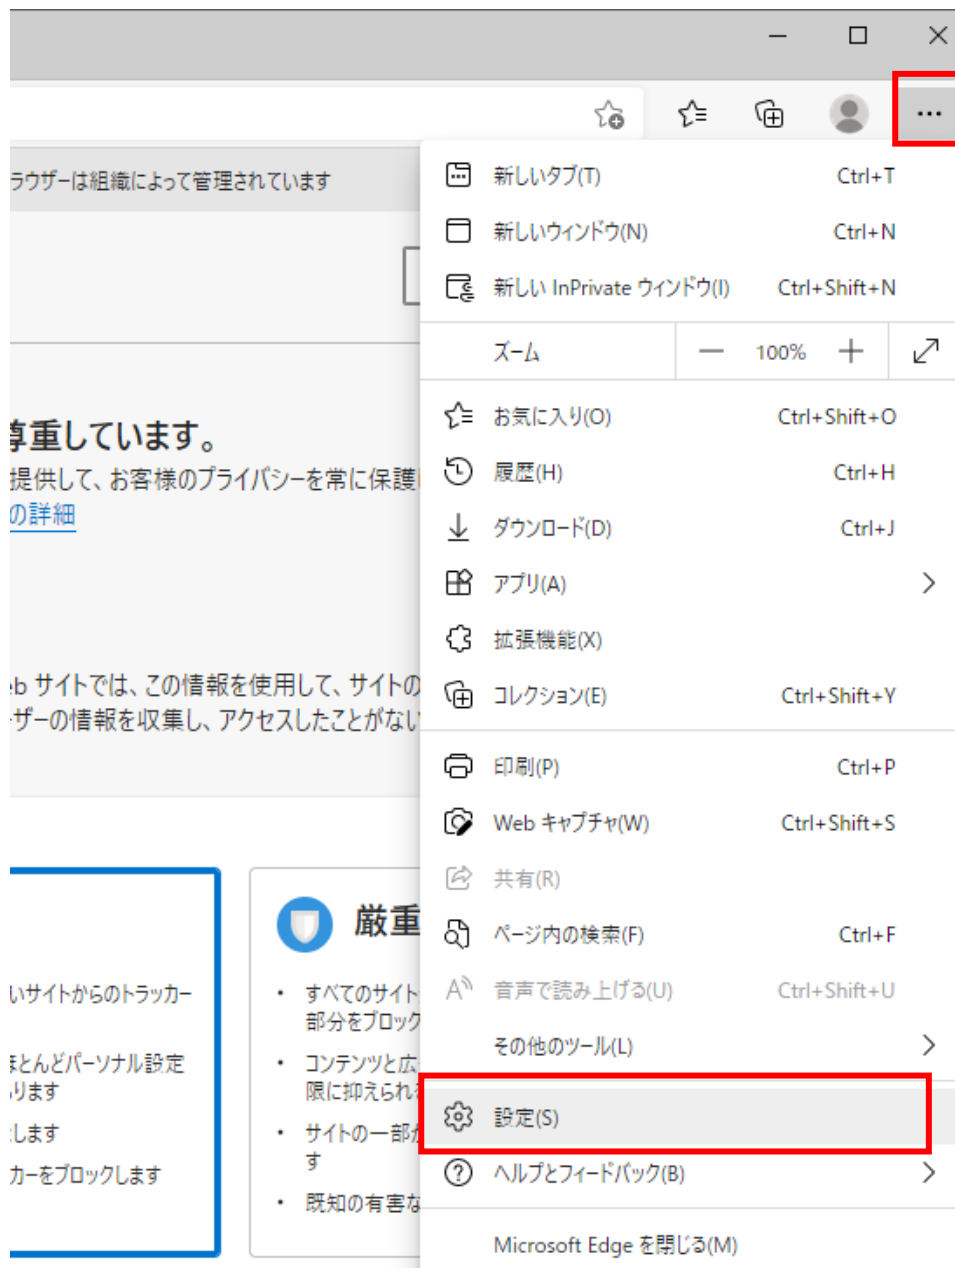 ラウザーは組織によって管理されています
尊重しています。
提供して、お客様のプライバシーを常に保護
の詳細
eb サイトでは、この情報を使用して、サイトの
ーザーの情報を収集し、アクセスしたことがない
いサイトからのトラッカー
ほとんどパーソナル設定
ります
します
カーをブロックします
厳重
• すべてのサイト
部分をブロック
• コンテンツと広
限に抑えられ
• サイトの一部が
す
• 既知の有害な
新しいタブ(T) Ctrl+T
新しいウィンドウ(N) Ctrl+N
新しい InPrivate ウィンドウ(I) Ctrl+Shift+N
ズーム — 100% +
お気に入り(O) Ctrl+Shift+O
履歴(H) Ctrl+H
ダウンロード(D) Ctrl+J
アプリ(A)
拡張機能(X)
コレクション(E) Ctrl+Shift+Y
印刷(P) Ctrl+P
Web キャプチャ(W) Ctrl+Shift+S
共有(R)
ページ内の検索(F) Ctrl+F
音声で読み上げる(U) Ctrl+Shift+U
その他のツール(L)
設定(S)
ヘルプとフィードバック(B)
Microsoft Edge を閉じる(M)